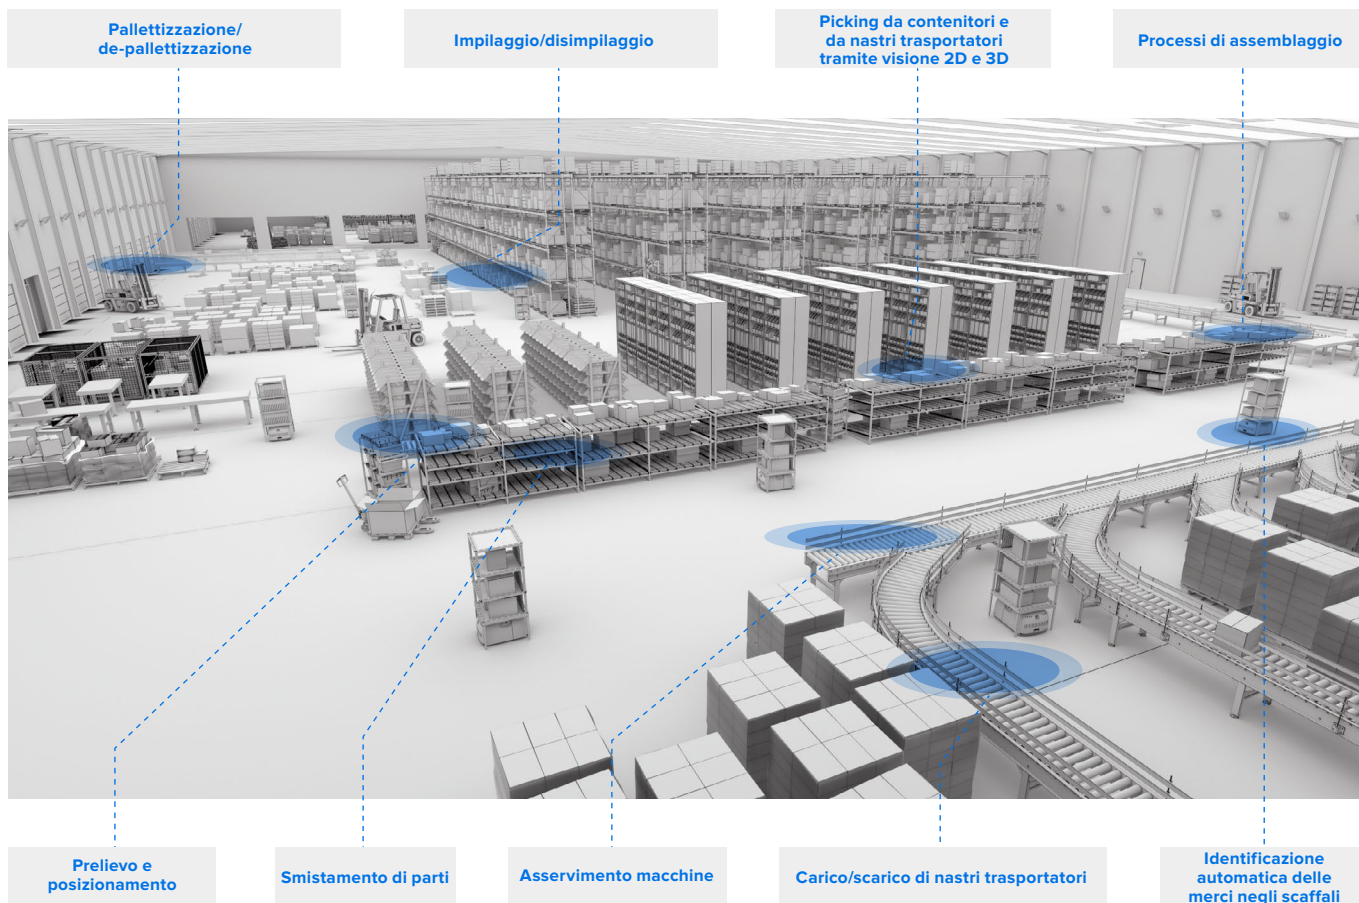 Pallettizzazione/
de-pallettizzazione
Impilaggio/disimpilaggio
Picking da contenitori e
da nastri trasportatori
tramite visione 2D e 3D
Processi di assemblaggio
Prelievo e
posizionamento
Smistamento di parti
Asservimento macchine
Carico/scarico di nastri trasportatori
Identificazione
automatica delle
merci negli scaffali